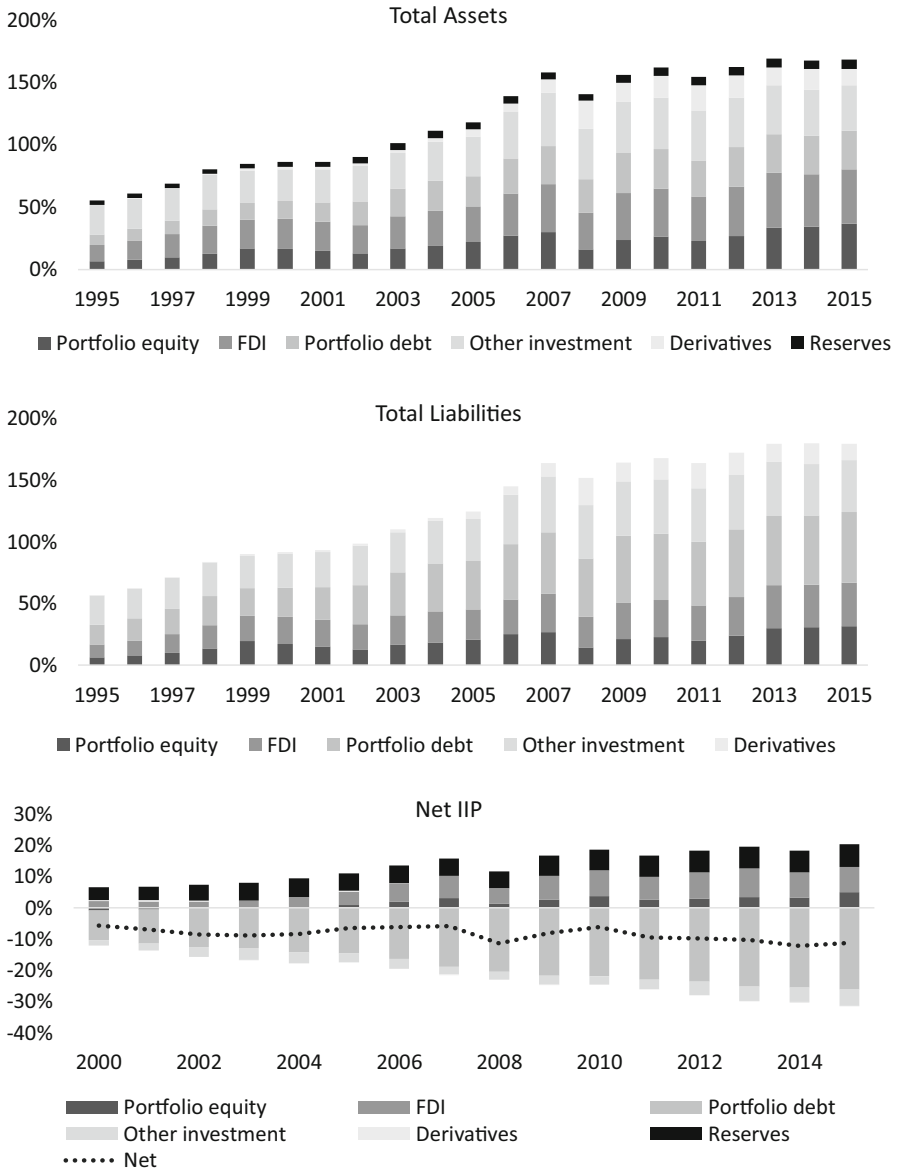 Total Assets
200%
150%
100%
50%
0%
1995 1997 1999 2001 2003 2005 2007 2009 2011 2013 2015
Portfolio equity FDI Portfolio debt Other investment Derivatives Reserves
Total Liabilities
200%
150%
100%
50%
0%
1995 1997 1999 2001 2003 2005 2007 2009 2011 2013 2015
Portfolio equity FDI Portfolio debt Other investment Derivatives
Net IIP
30%
20%
10%
0%
-10%
-20%
-30%
-40%
2000 2002 2004 2006 2008 2010 2012 2014
Portfolio equity FDI Portfolio debt
Other investment Derivatives Reserves
Net